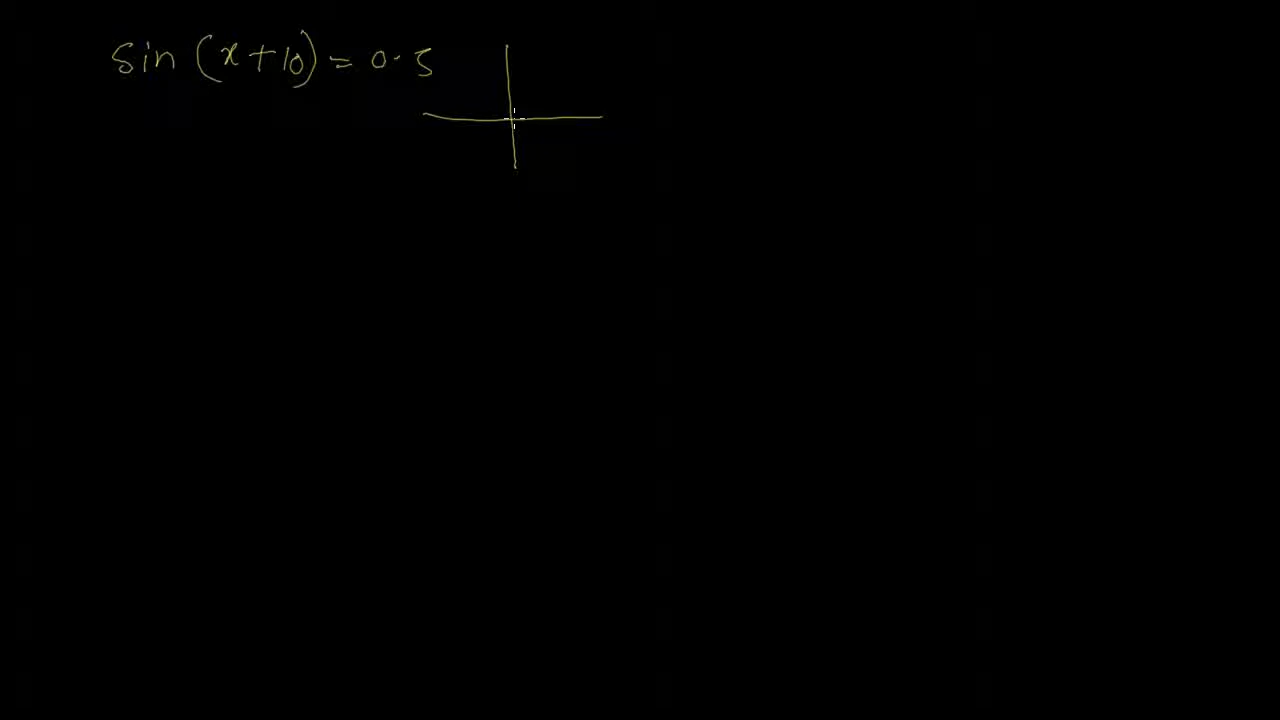 sin (x+10) = 0.5